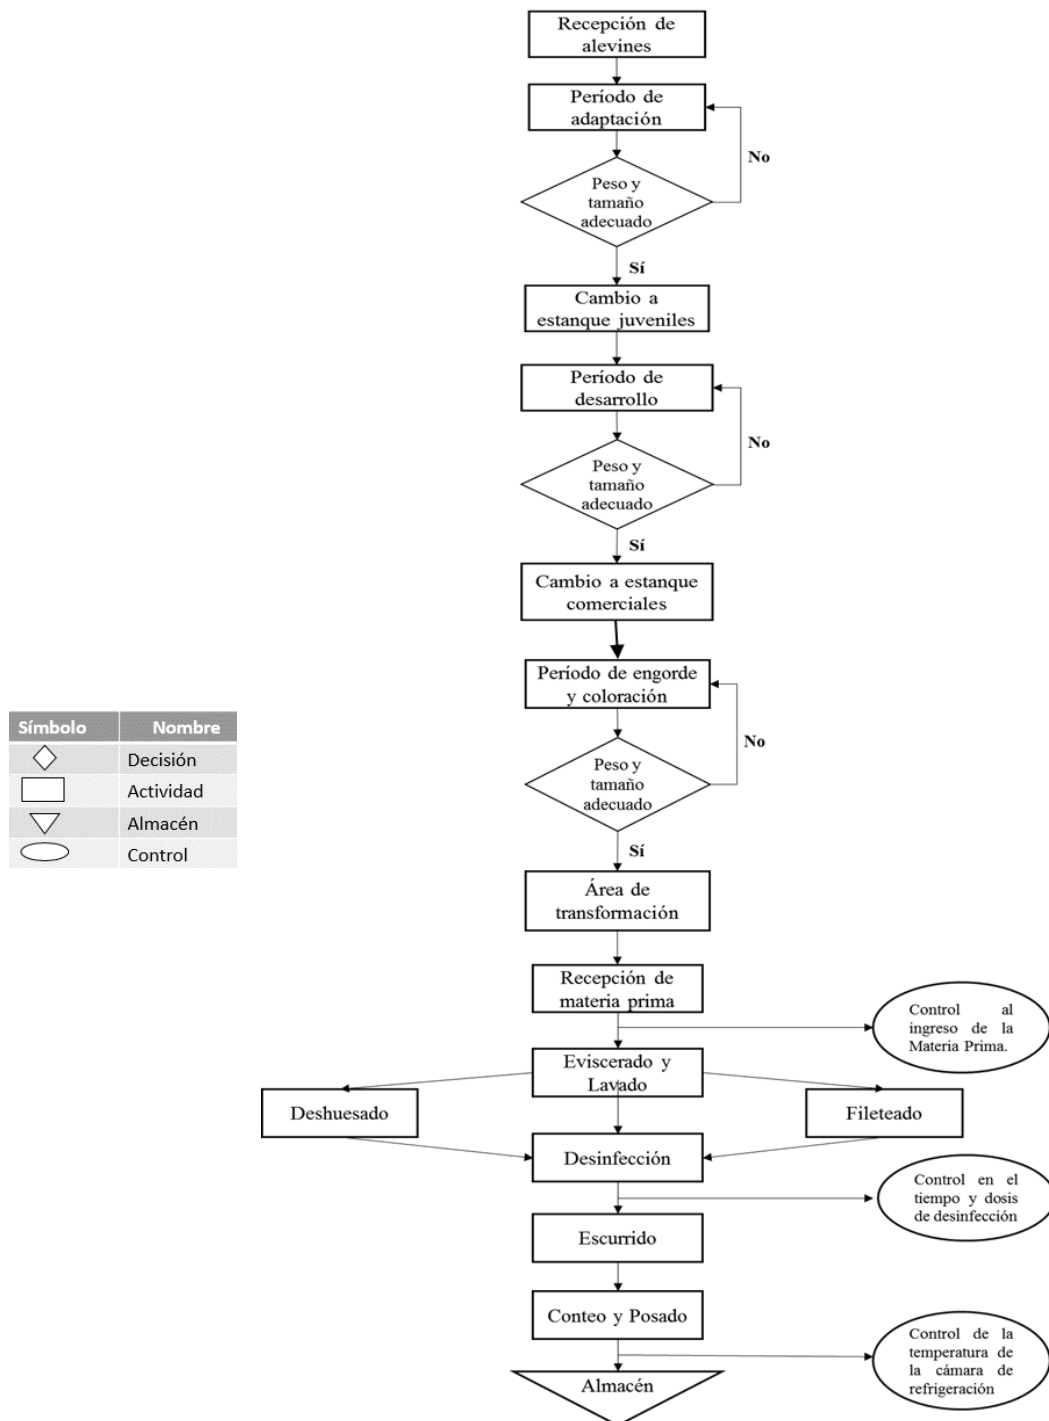 Recepción de
alevines
Período de
adaptación
No
Peso y
tamaño
adecuado
Sí
Cambio a
estanque juveniles
Período de
desarrollo
No
Peso y
tamaño
adecuado
Sí
Cambio a estanque
comerciales
Período de engorde
y coloración
No
Peso y
tamaño
adecuado
Sí
Símbolo Nombre
Decisión
Actividad
Almacén
Control
Área de
transformación
Recepción de
materia prima
Control al
ingreso de la
Materia Prima.
Eviscerado y
Lavado
Deshuesado
Fileteado
Desinfección
Control en el
tiempo y dosis
de desinfección
Escurrido
Conteo y Posado
Control de la
temperatura de
la cámara de
refrigeración
Almacén